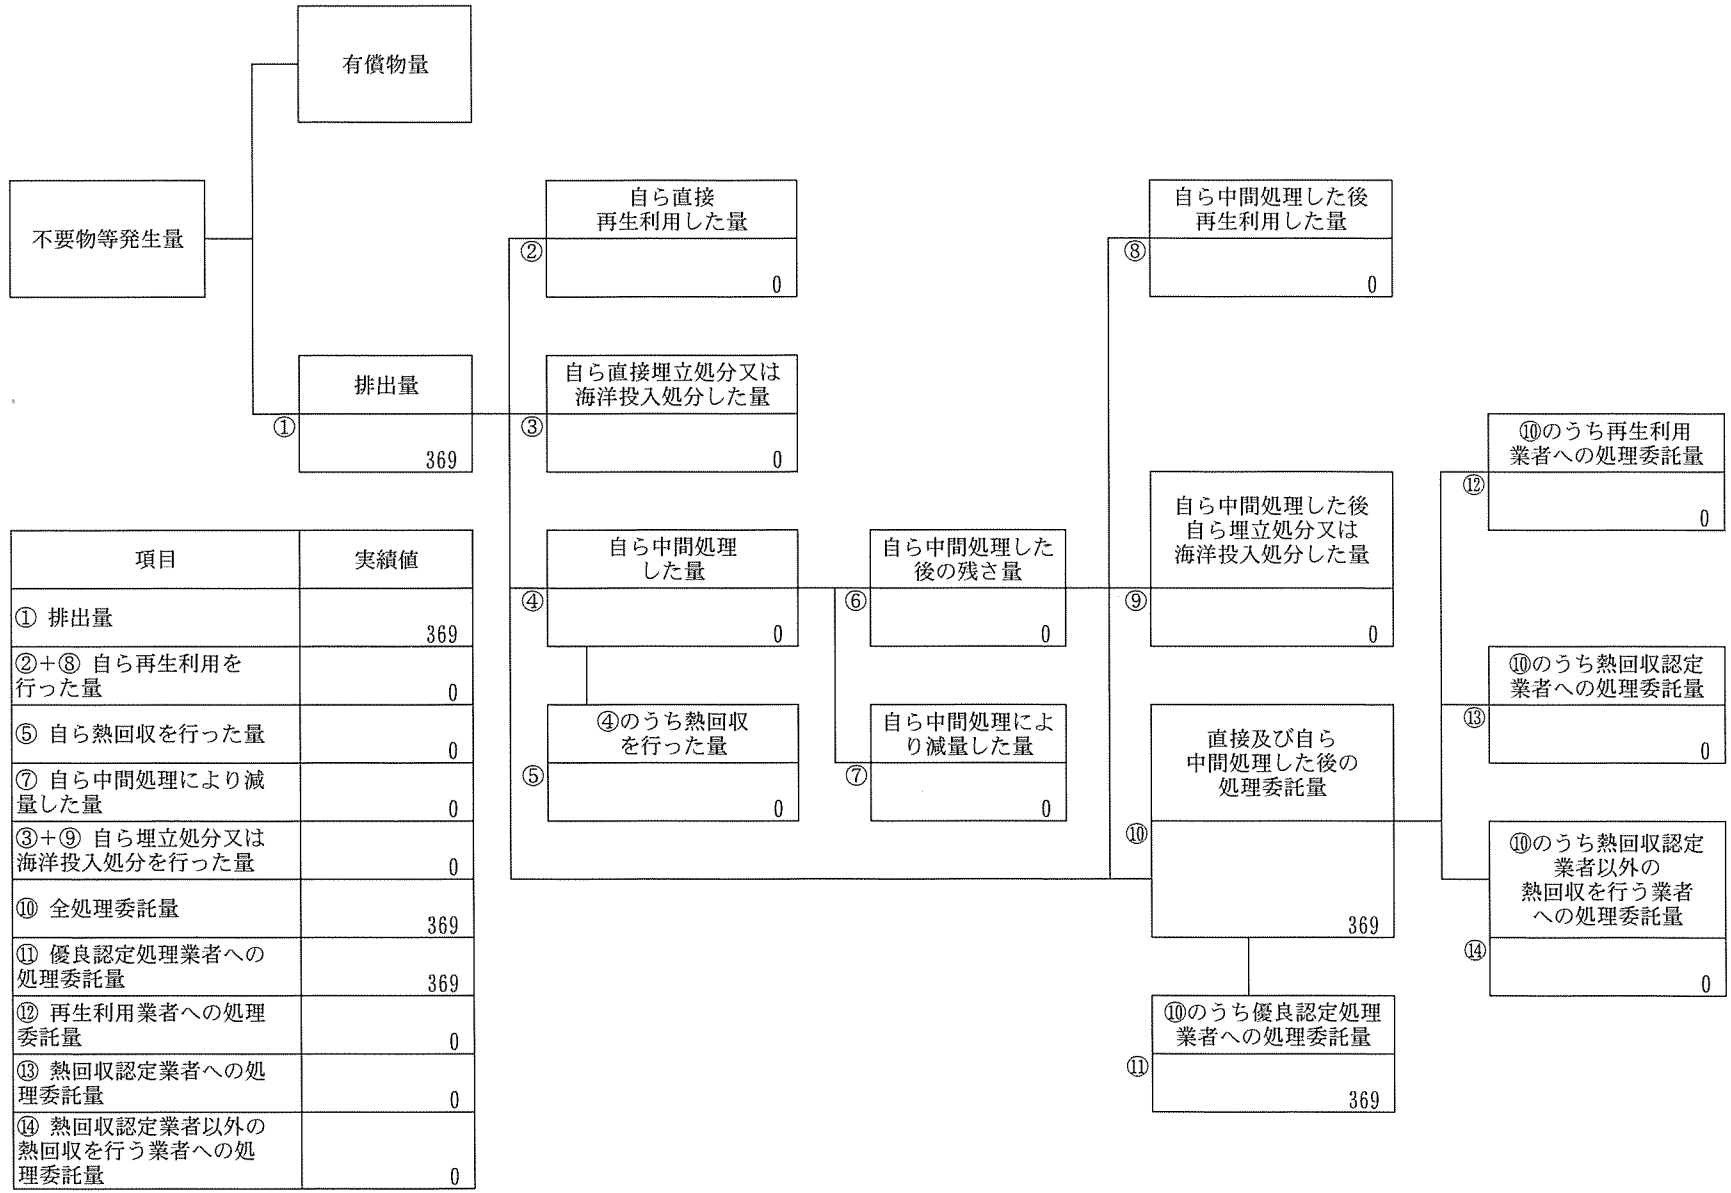 有償物量
不要物等発生量
排出量
①
369
自ら直接
再生利用した量
②
0
自ら直接埋立処分又は
海洋投入処分した量
③
0
自ら中間処理
した量
④
0
④のうち熱回収
を行った量
⑤
0
自ら中間処理した
後の残さ量
⑥
0
自ら中間処理によ
り減量した量
⑦
0
自ら中間処理した後
再生利用した量
⑧
0
自ら中間処理した後
自ら埋立処分又は
海洋投入処分した量
⑨
0
直接及び自ら
中間処理した後の
処理委託量
⑩
369
⑩のうち優良認定処理
業者への処理委託量
⑪
369
⑩のうち再生利用
業者への処理委託量
⑫
0
⑩のうち熱回収認定
業者への処理委託量
⑬
0
⑩のうち熱回収認定
業者以外の
熱回収を行う業者
への処理委託量
⑭
0
項目 実績値
① 排出量
369
②+⑧ 自ら再生利用を
行った量
0
⑤ 自ら熱回収を行った量
0
⑦ 自ら中間処理により減
量した量
0
③+⑨ 自ら埋立処分又は
海洋投入処分を行った量
0
⑩ 全処理委託量
369
⑪ 優良認定処理業者への
処理委託量
369
⑫ 再生利用業者への処理
委託量
0
⑬ 熱回収認定業者への処
理委託量
0
⑭ 熱回収認定業者以外の
熱回収を行う業者への処
理委託量
0